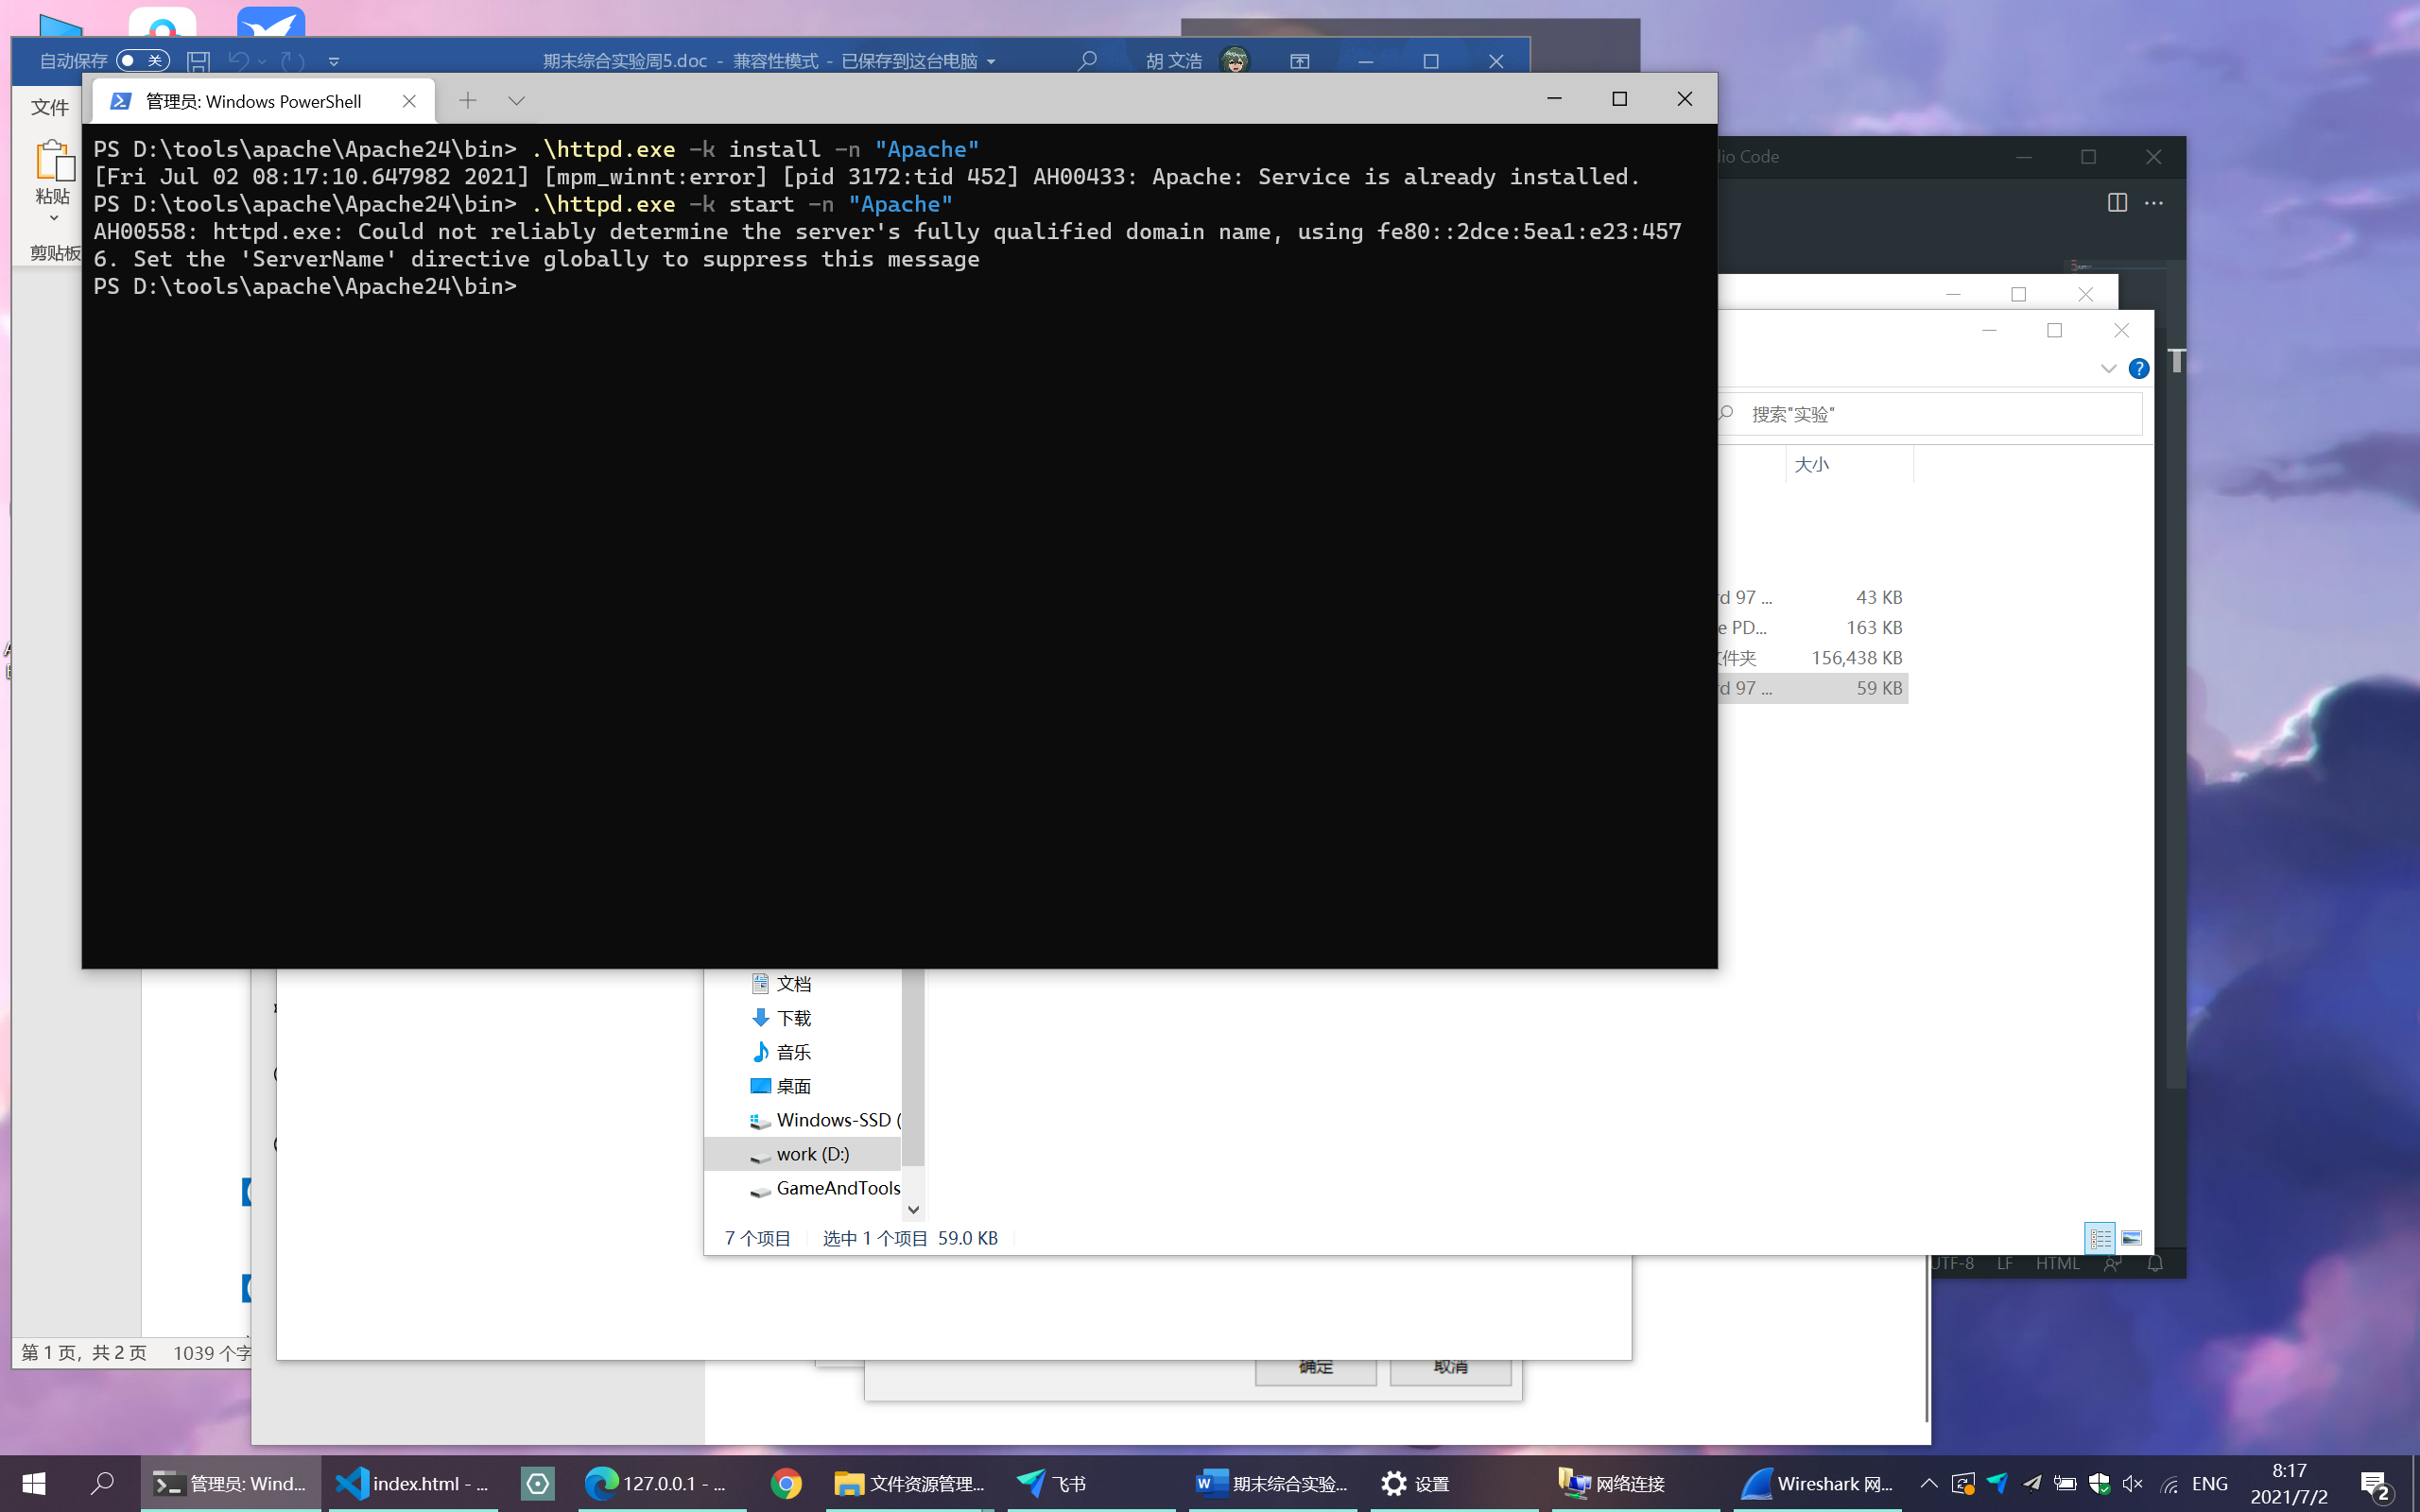 自动保存 关 期末综合实验周5.doc - 兼容性模式 - 已保存到这台电脑 胡 文浩
管理员: Windows PowerShell
文件
粘贴
剪贴板
PS D:\tools\apache\Apache24\bin> .\httpd.exe -k install -n "Apache"
[Fri Jul 02 08:17:10.647982 2021] [mpm_winnt:error] [pid 3172:tid 452] AH00433: Apache: Service is already installed.
PS D:\tools\apache\Apache24\bin> .\httpd.exe -k start -n "Apache"
AH00558: httpd.exe: Could not reliably determine the server's fully qualified domain name, using fe80::2dce:5ea1:e23:457
6. Set the 'ServerName' directive globally to suppress this message
PS D:\tools\apache\Apache24\bin>
Code
搜索"实验"
大小
97 ... 43 KB
PD... 163 KB
件夹 156,438 KB
97 ... 59 KB
文档
下载
音乐
桌面
Windows-SSD (
work (D:)
GameAndTools
7 个项目 选中 1 个项目 59.0 KB
UTF-8 LF HTML
第 1 页, 共 2 页 1039 个字
确定 取消
管理员: Wind... index.html - ... 127.0.0.1 - ... 文件资源管理... 飞书 期末综合实验... 设置 网络连接 Wireshark 网... ENG
8:17
2021/7/2
2